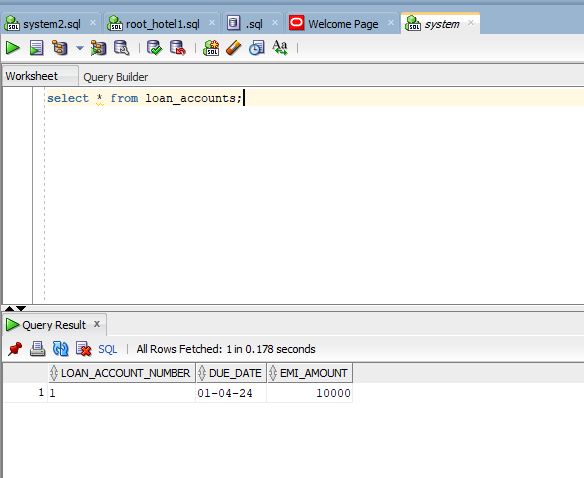 system2.sql root_hotel1.sql .sql Welcome Page system
SQL
Aa
Worksheet Query Builder
select * from loan_accounts;
Query Result x
SQL All Rows Fetched: 1 in 0.178 seconds
LOAN_ACCOUNT_NUMBER DUE_DATE EMI_AMOUNT
1 1 01-04-24 10000